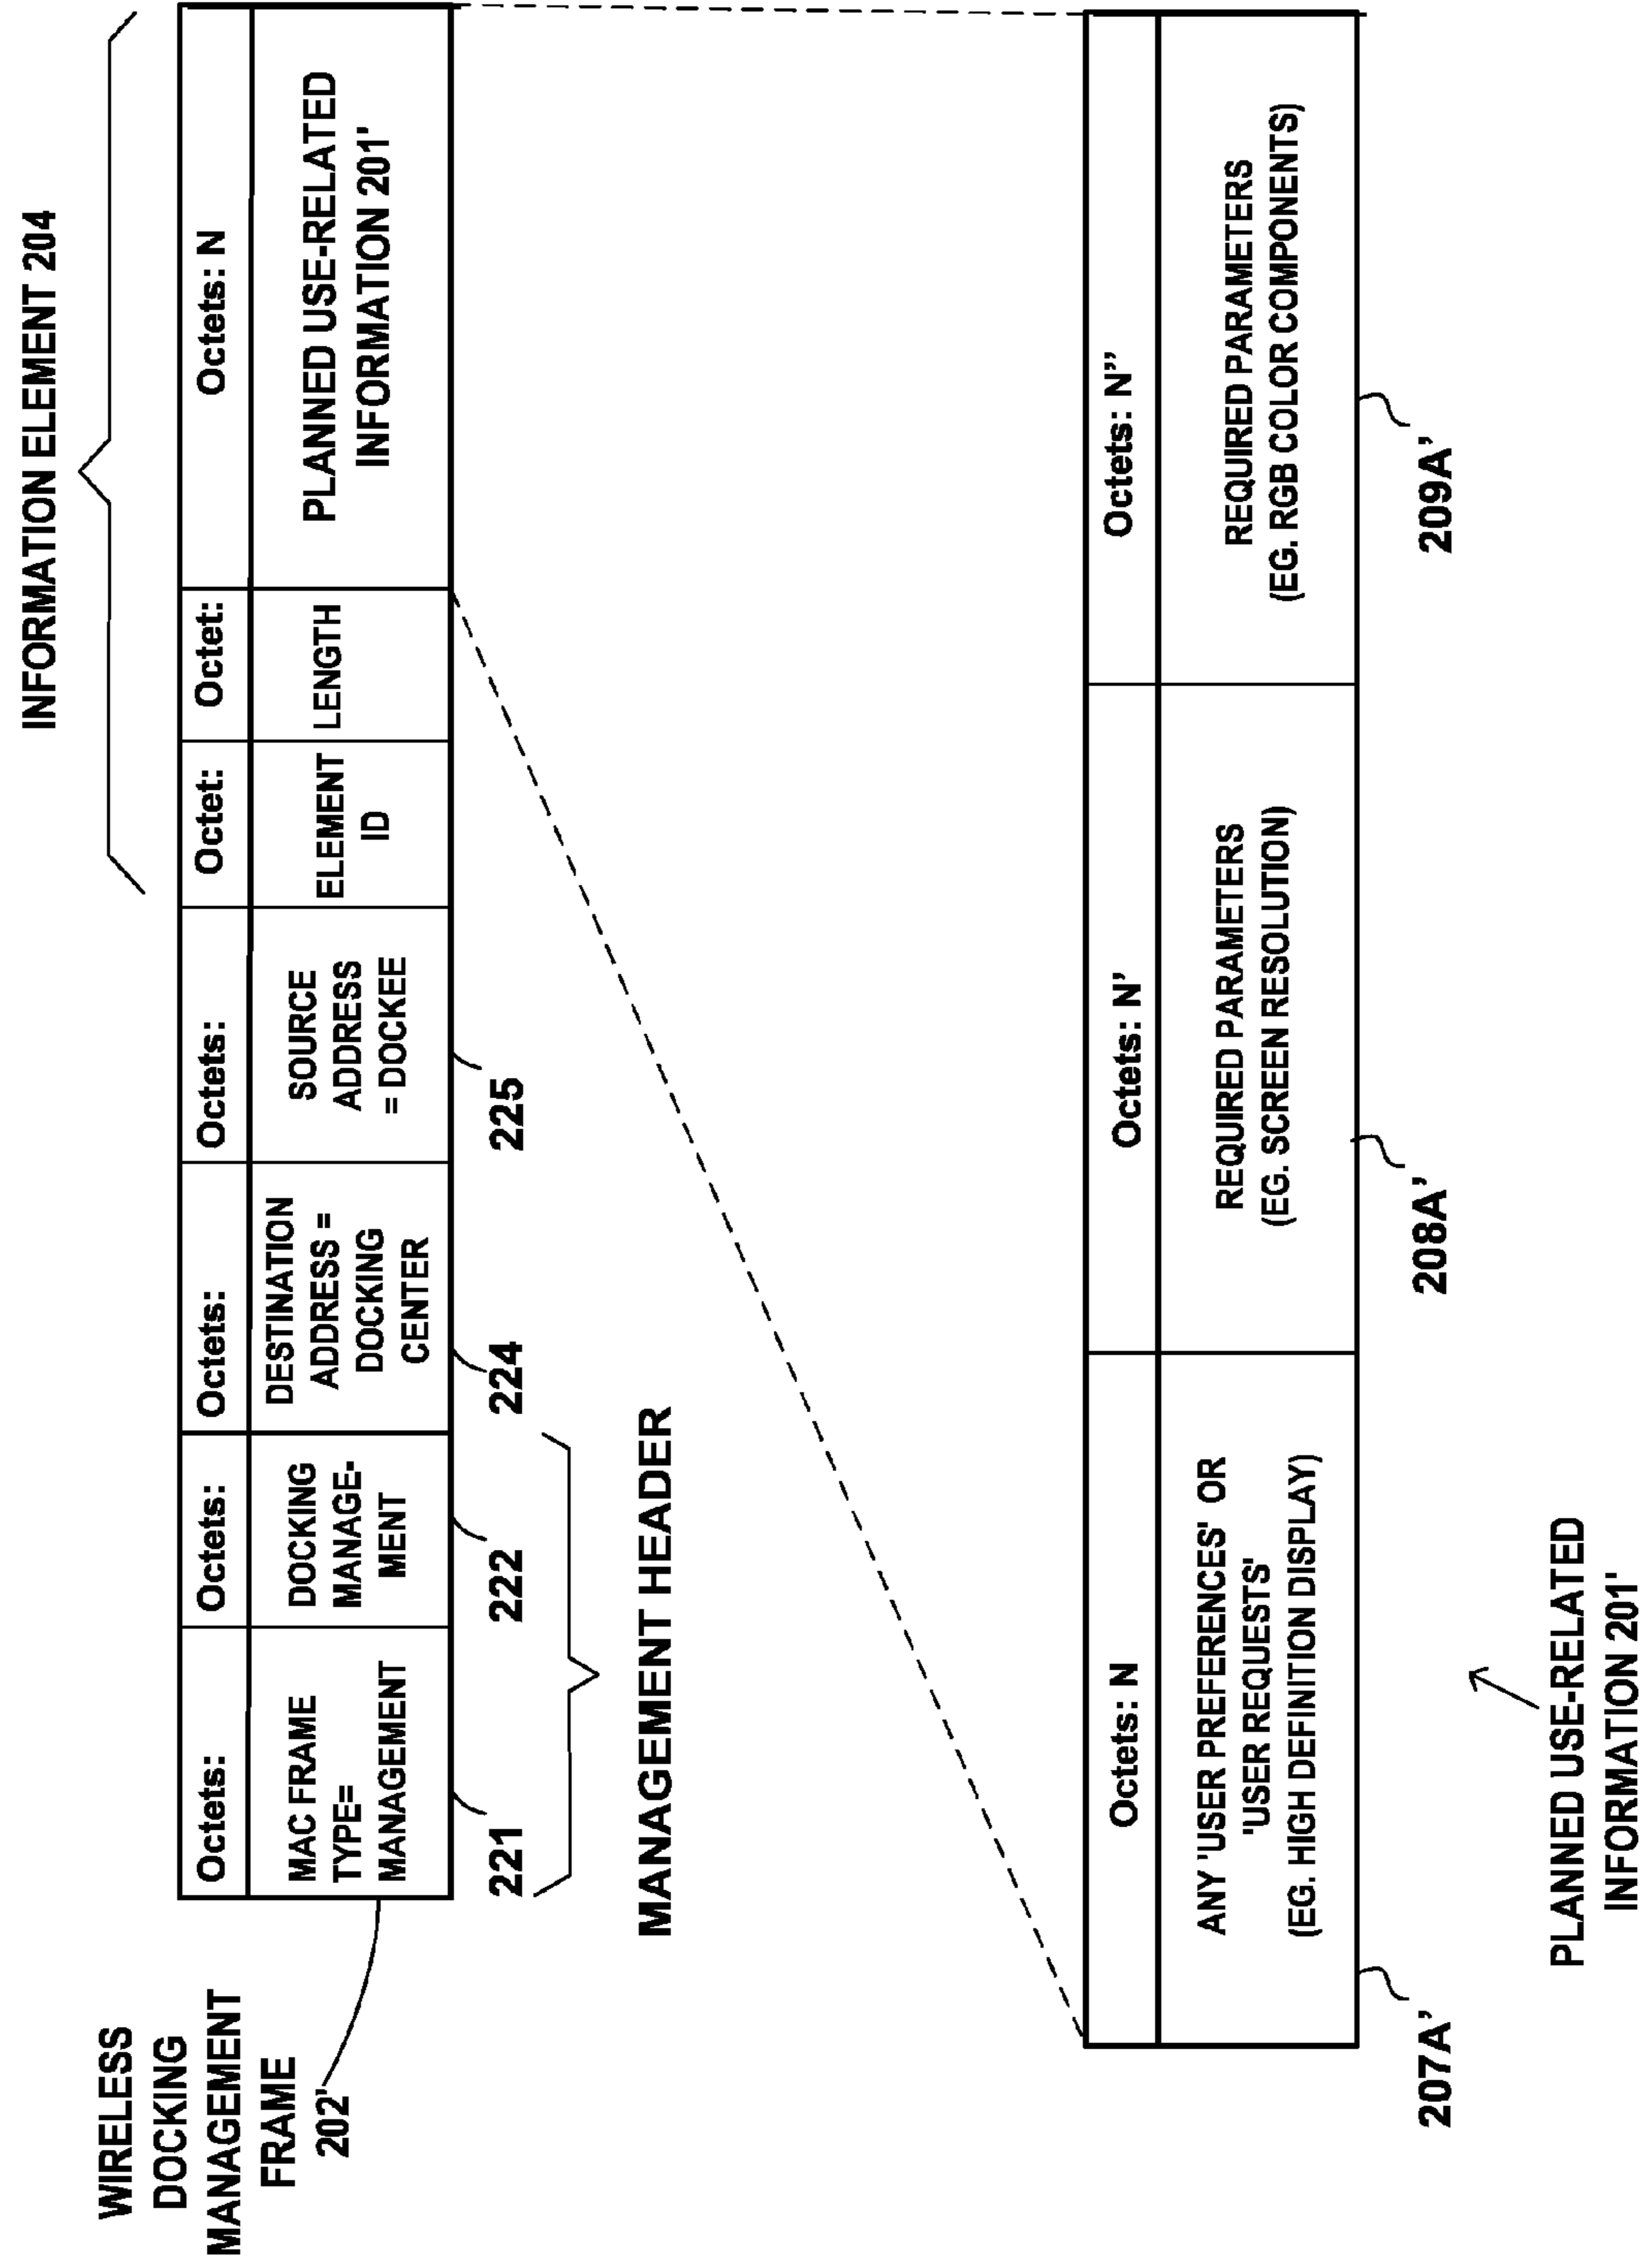 WIRELESS
DOCKING
MANAGEMENT
FRAME
202'
INFORMATION ELEMENT 204
Octets:
MAC FRAME
TYPE=
MANAGEMENT
221
Octets:
DOCKING
MANAGE-
MENT
222
Octets:
DESTINATION
ADDRESS =
DOCKING
CENTER
224
Octets:
SOURCE
ADDRESS
= DOCKEE
225
Octet:
ELEMENT
ID
Octet:
LENGTH
Octets: N
PLANNED USE-RELATED
INFORMATION 201'
MANAGEMENT HEADER
Octets: N
ANY 'USER PREFERENCES' OR
'USER REQUESTS'
(EG. HIGH DEFINITION DISPLAY)
207A'
Octets: N'
REQUIRED PARAMETERS
(EG. SCREEN RESOLUTION)
208A'
Octets: N''
REQUIRED PARAMETERS
(EG. RGB COLOR COMPONENTS)
209A'
PLANNED USE-RELATED
INFORMATION 201'